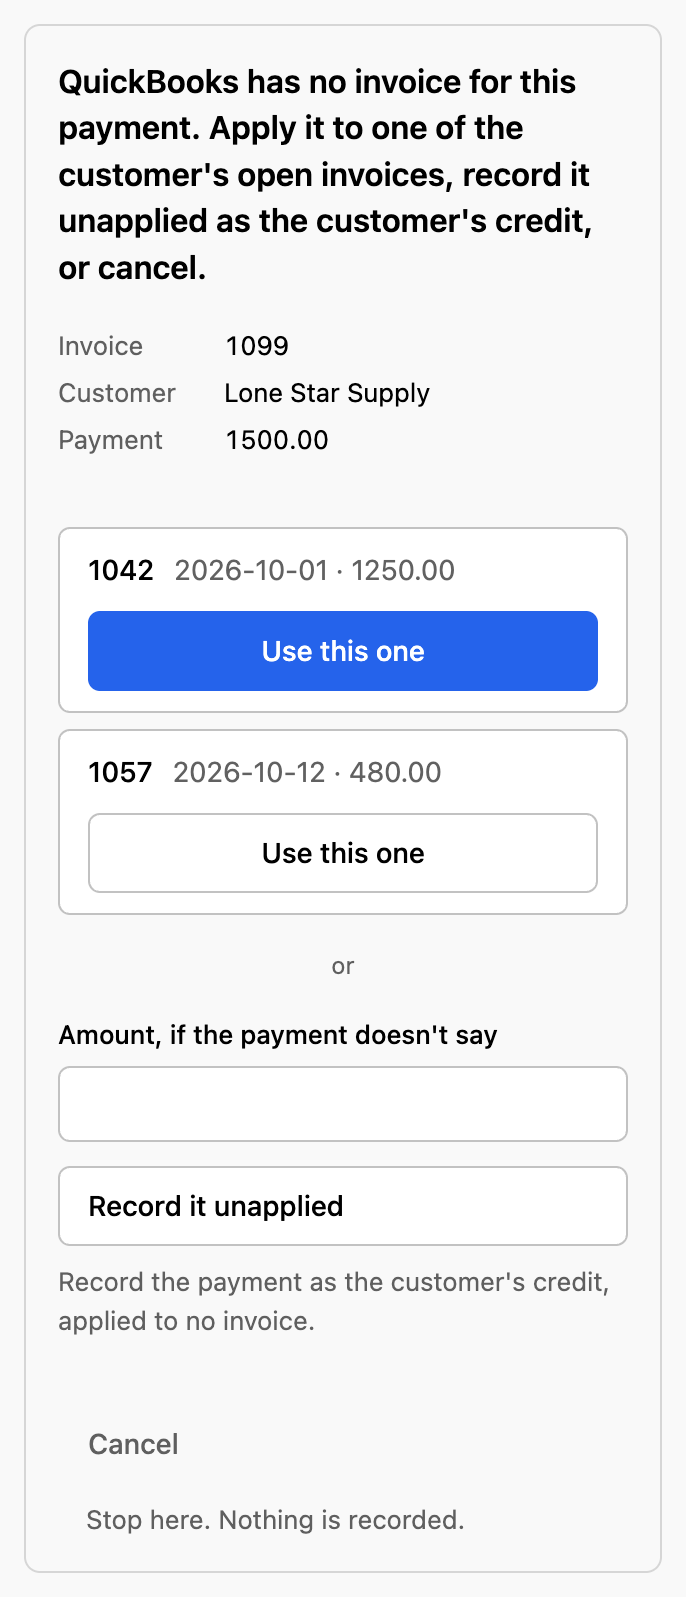 QuickBooks has no invoice for this
payment. Apply it to one of the
customer's open invoices, record it
unapplied as the customer's credit,
or cancel.
Invoice 1099
Customer Lone Star Supply
Payment 1500.00
1042 2026-10-01 · 1250.00
Use this one
1057 2026-10-12 · 480.00
Use this one
or
Amount, if the payment doesn't say
Record it unapplied
Record the payment as the customer's credit,
applied to no invoice.
Cancel
Stop here. Nothing is recorded.